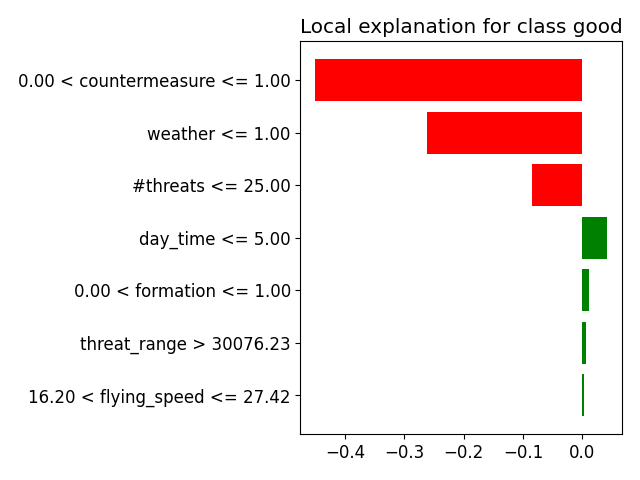 Local explanation for class good
0.00 < countermeasure <= 1.00
weather <= 1.00
#threats <= 25.00
day_time <= 5.00
0.00 < formation <= 1.00
threat_range > 30076.23
16.20 < flying_speed <= 27.42
−0.4 −0.3 −0.2 −0.1 0.0